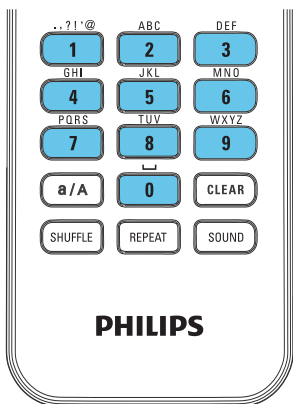 .,?!'@ ABC DEF
1 2 3
GHI JKL MNO
4 5 6
PQRS TUV WXYZ
7 8 9
a/A 0 CLEAR
SHUFFLE REPEAT SOUND
PHILIPS